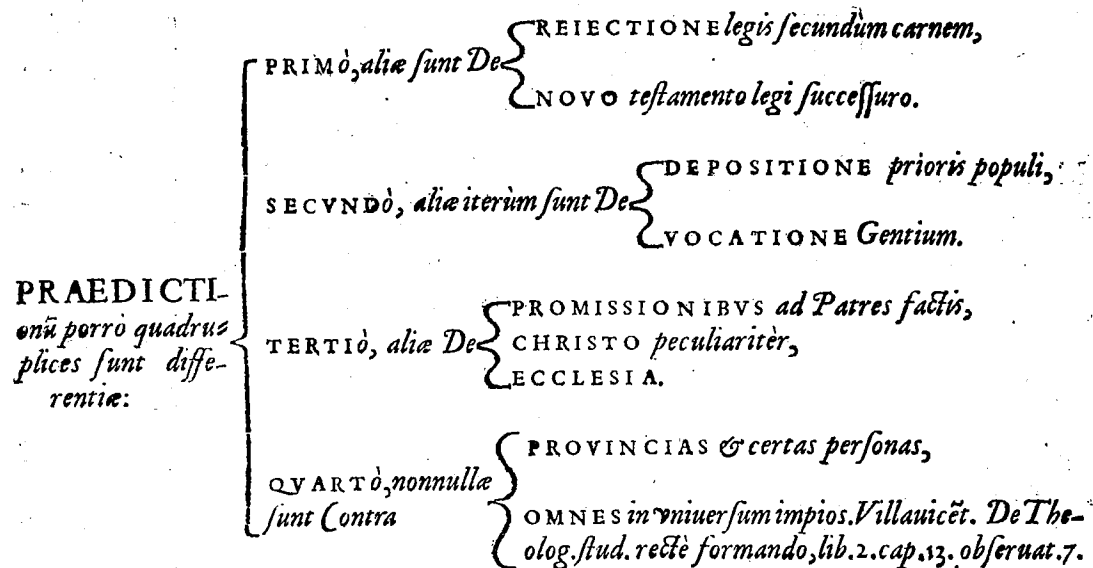 PRAEDICTI-
onũ porrò quadru-
plices ſunt diffe-
rentiæ:
PRIMò, aliæ ſunt De
REIECTIONE legis ſecundùm carnem,
NOVO teſtamento legi ſucceſſuro.
SECVNDò, aliæ iterùm ſunt De
DEPOSITIONE prioris populi,
VOCATIONE Gentium.
TERTIò, aliæ De
PROMISSIONIBVS ad Patres factis,
CHRISTO peculiaritèr,
ECCLESIA.
QVARTò, nonnullæ
ſunt Contra
PROVINCIAS & certas perſonas,
OMNES in vniuerſum impios. Villauicẽt. De The-
olog. ſtud. rectè formando, lib. 2. cap. 13. obſeruat. 7.